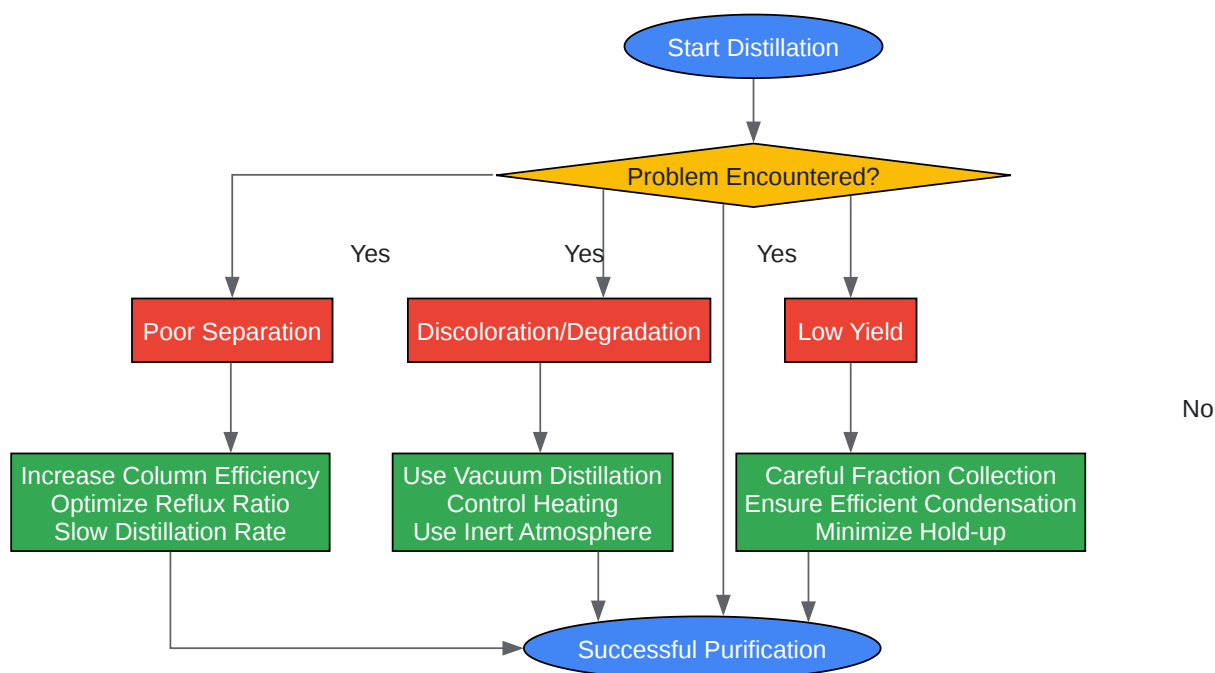 Start Distillation
Problem Encountered?
Yes
Yes
Yes
Poor Separation
Discoloration/Degradation
Low Yield
No
Increase Column Efficiency
Optimize Reflux Ratio
Slow Distillation Rate
Use Vacuum Distillation
Control Heating
Use Inert Atmosphere
Careful Fraction Collection
Ensure Efficient Condensation
Minimize Hold-up
Successful Purification